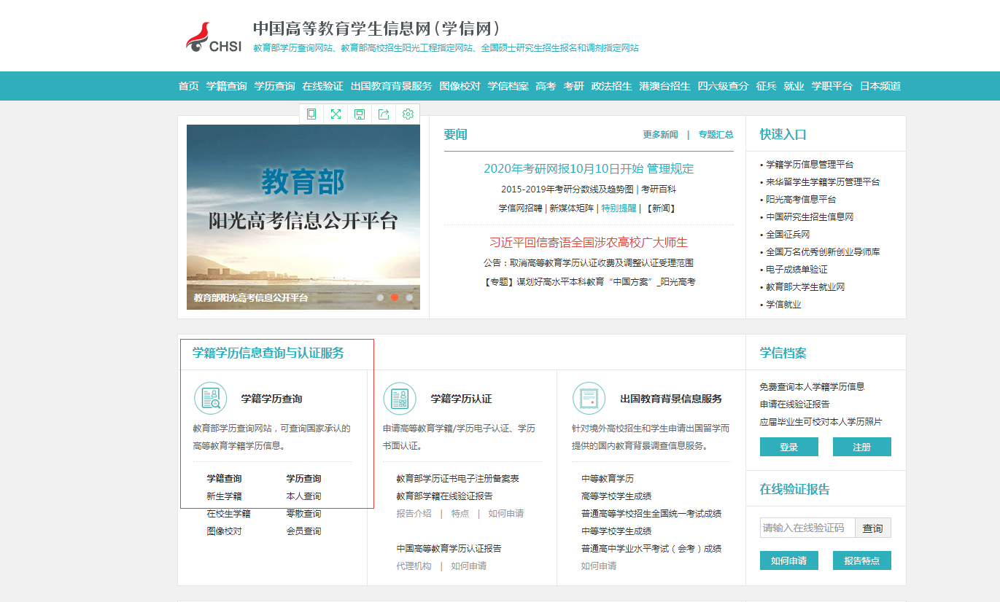 CHSI
中国高等教育学生信息网(学信网)
教育部学历查询网站、教育部高校招生阳光工程指定网站、全国硕士研究生招生报名和调剂指定网站
首页 学籍查询 学历查询 在线验证 出国教育背景服务 图像校对 学信档案 高考 考研 政法招生 港澳台招生 四六级查分 征兵 就业 学职平台 日本频道
教育部
阳光高考信息公开平台
教育部阳光高考信息公开平台
要闻 更多新闻 | 专题汇总
2020年考研网报10月10日开始 管理规定
2015-2019年考研分数线及趋势图 | 考研百科
学信网招聘 | 新媒体矩阵 | 特别提醒 | 【新闻】
习近平回信寄语全国涉农高校广大师生
公告：取消高等教育学历认证收费及调整认证受理范围
【专题】谋划好高水平本科教育“中国方案”_阳光高考
快速入口
• 学籍学历信息管理平台
• 来华留学生学籍学历管理平台
• 阳光高考信息平台
• 中国研究生招生信息网
• 全国征兵网
• 全国万名优秀创新创业导师库
• 电子成绩单验证
• 教育部大学生就业网
• 学信就业
学籍学历信息查询与认证服务
学籍学历查询
教育部学历查询网站，可查询国家承认的
高等教育学籍学历信息。
学籍查询 学历查询
新生学籍 本人查询
在校生学籍 零散查询
图像校对 会员查询
学籍学历认证
申请高等教育学籍/学历电子认证、学历
书面认证。
教育部学历证书电子注册备案表
教育部学籍在线验证报告
报告介绍 | 特点 | 如何申请
中国高等教育学历认证报告
代理机构 | 如何申请
出国教育背景信息服务
针对境外高校招生和学生申请出国留学而
提供的国内教育背景调查信息服务。
中等教育学历
高等学校学生成绩
普通高等学校招生全国统一考试成绩
中等学校学生成绩
普通高中学业水平考试（会考）成绩
如何申请
学信档案
免费查询本人学籍学历信息
申请在线验证报告
应届毕业生可校对本人学历照片
登录 注册
在线验证报告
请输入在线验证码 查询
如何申请 报告特点